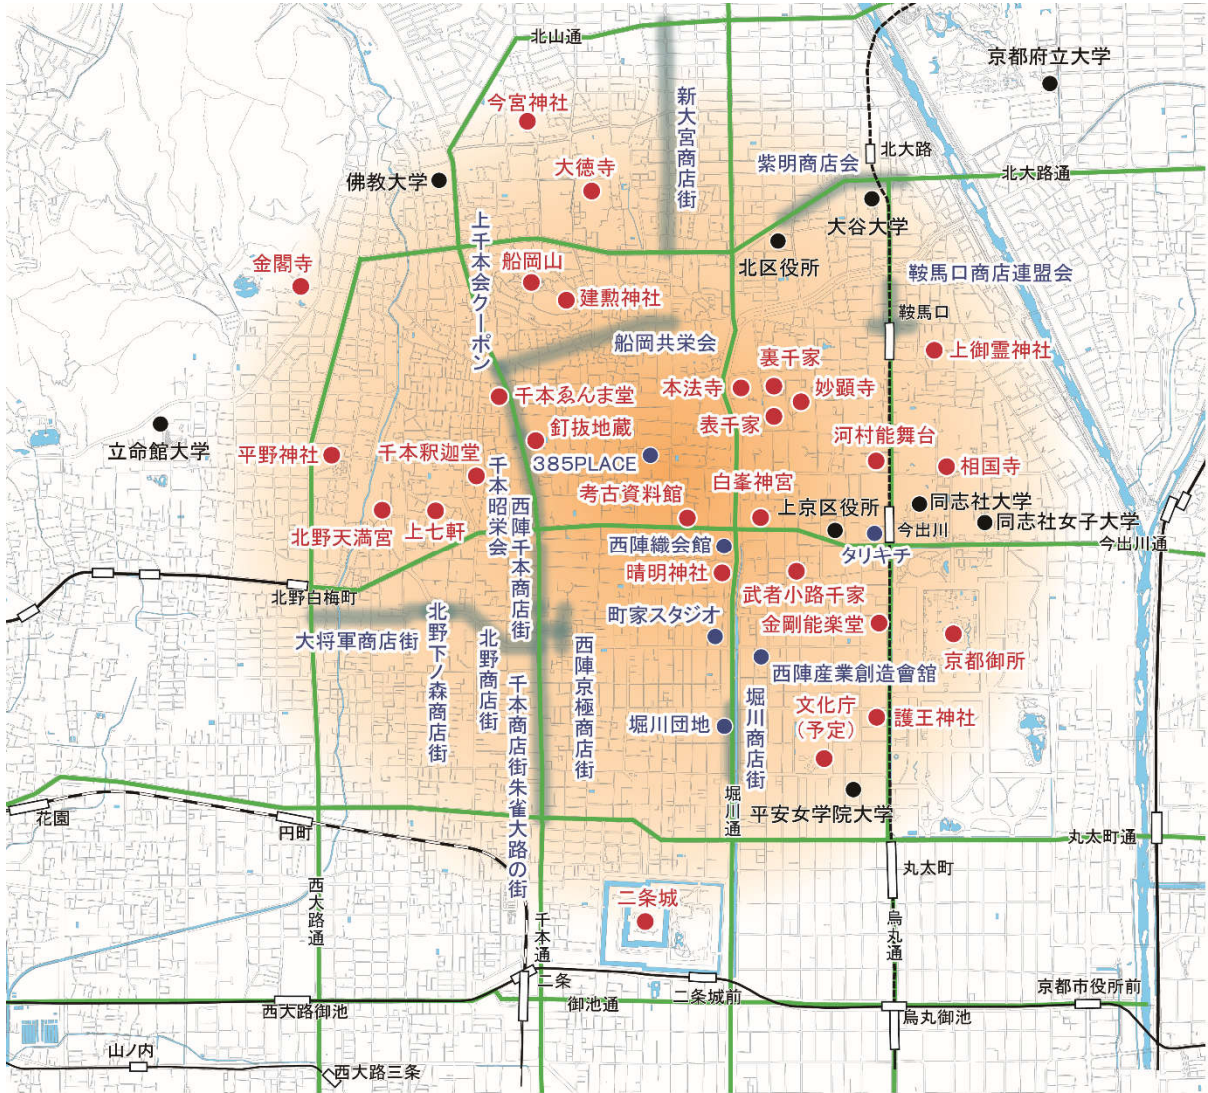 北山通
京都府立大学
今宮神社
新大宮商店街
北大路
紫明商店会
大徳寺
北大路通
佛教大学
大谷大学
上千本会クーポン
船岡山
北区役所
金閣寺
鞍馬口商店連盟会
建勲神社
鞍馬口
船岡共栄会
上御霊神社
裏千家
本法寺
妙顕寺
千本ゑんま堂
表千家
釘抜地蔵
河村能舞台
立命館大学
平野神社
千本釈迦堂
385PLACE
相国寺
千本昭栄会
考古資料館
白峯神宮
西陣千本商店街
上京区役所
同志社大学
同志社女子大学
北野天満宮
上七軒
今出川
今出川通
西陣織会館
タリキチ
晴明神社
武者小路千家
北野白梅町
町家スタジオ
金剛能楽堂
大将軍商店街
北野下ノ森商店街
北野商店街
西陣京極商店街
京都御所
西陣産業創造會舘
千本商店街朱雀大路の街
堀川商店街
文化庁
(予定)
護王神社
堀川団地
平安女学院大学
堀川通
花園
円町
丸太町通
丸太町
西大路通
二条城
千本通
烏丸通
二条
二条城前
京都市役所前
西大路御池
御池通
烏丸御池
山ノ内
西大路三条